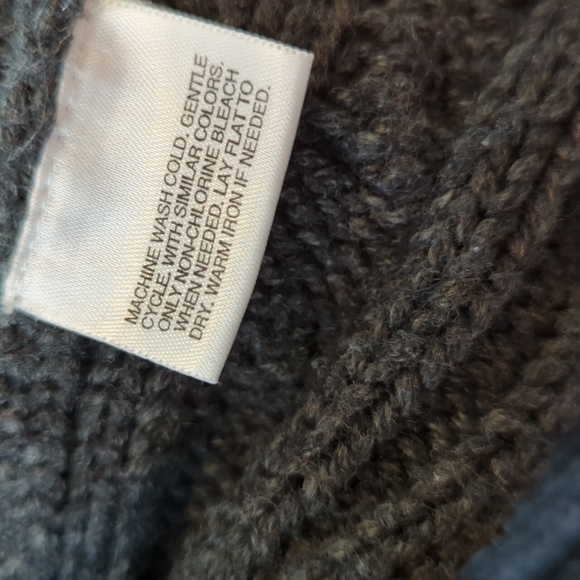 MACHINE WASH COLD. GENTLE
CYCLE. WITH SIMILAR COLORS.
ONLY NON-CHLORINE BLEACH
WHEN NEEDED. LAY FLAT TO
DRY. WARM IRON IF NEEDED.